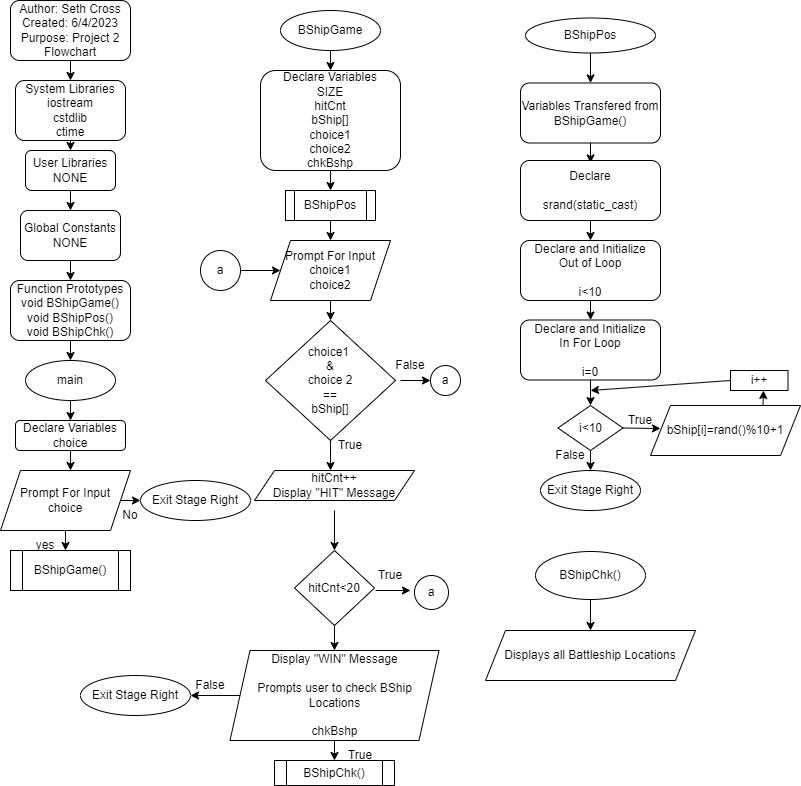 Author: Seth Cross
Created: 6/4/2023
Purpose: Project 2
Flowchart
System Libraries
iostream
cstdlib
ctime
User Libraries
NONE
Global Constants
NONE
Function Prototypes
void BShipGame()
void BShipPos()
void BShipChk()
main
Declare Variables
choice
Prompt For Input
choice
No
Exit Stage Right
yes
BShipGame()
BShipGame
Declare Variables
SIZE
hitCnt
bShip[]
choice1
choice2
chkBshp
BShipPos
a
Prompt For Input
choice1
choice2
choice1
&
choice 2
==
bShip[]
False
a
True
hitCnt++
Display "HIT" Message
hitCnt<20
True
a
Display "WIN" Message
Prompts user to check BShip
Locations
chkBshp
False
Exit Stage Right
True
BShipChk()
BShipPos
Variables Transfered from
BShipGame()
Declare
srand(static_cast)
Declare and Initialize
Out of Loop
i<10
Declare and Initialize
In For Loop
i=0
i++
i<10
True
bShip[i]=rand()%10+1
False
Exit Stage Right
BShipChk()
Displays all Battleship Locations